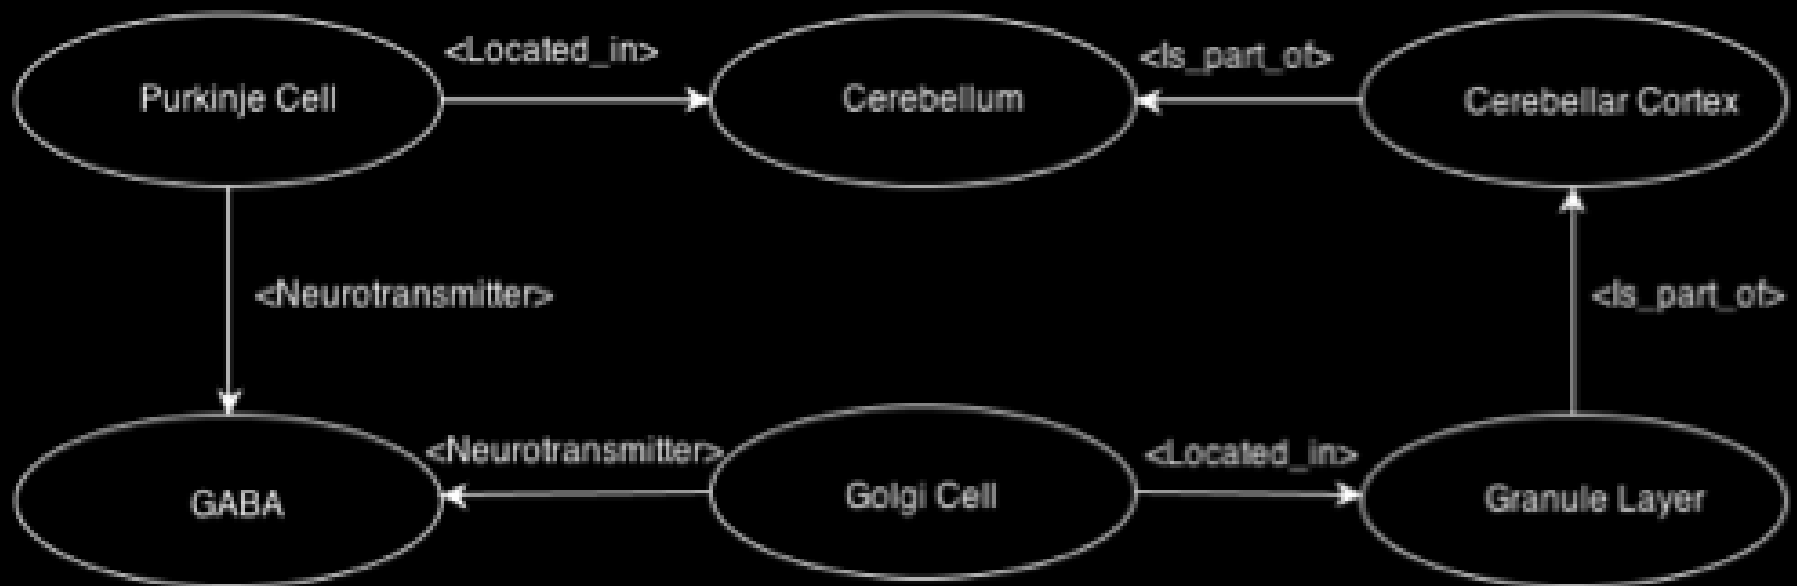 <Located_in>
<Is_part_of>
Purkinje Cell
Cerebellum
Cerebellar Cortex
<Neurotransmitter>
<Is_part_of>
<Neurotransmitter>
<Located_in>
GABA
Golgi Cell
Granule Layer